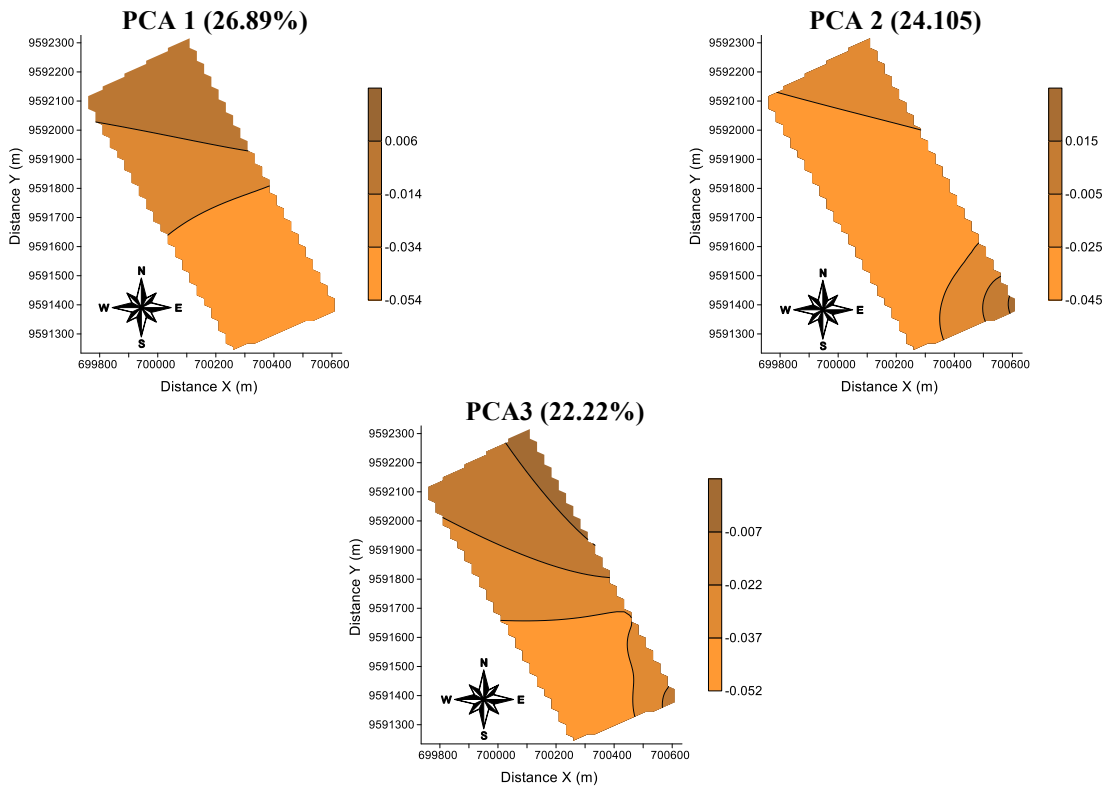 PCA 1 (26.89%)
Distance Y (m)
9592300
9592200
9592100
9592000
9591900
9591800
9591700
9591600
9591500
9591400
9591300
699800 700000 700200 700400 700600
Distance X (m)
N
W E
S
0.006
-0.014
-0.034
-0.054
PCA 2 (24.105)
Distance Y (m)
9592300
9592200
9592100
9592000
9591900
9591800
9591700
9591600
9591500
9591400
9591300
699800 700000 700200 700400 700600
Distance X (m)
N
W E
S
0.015
-0.005
-0.025
-0.045
PCA3 (22.22%)
Distance Y (m)
9592300
9592200
9592100
9592000
9591900
9591800
9591700
9591600
9591500
9591400
9591300
699800 700000 700200 700400 700600
Distance X (m)
N
W E
S
-0.007
-0.022
-0.037
-0.052